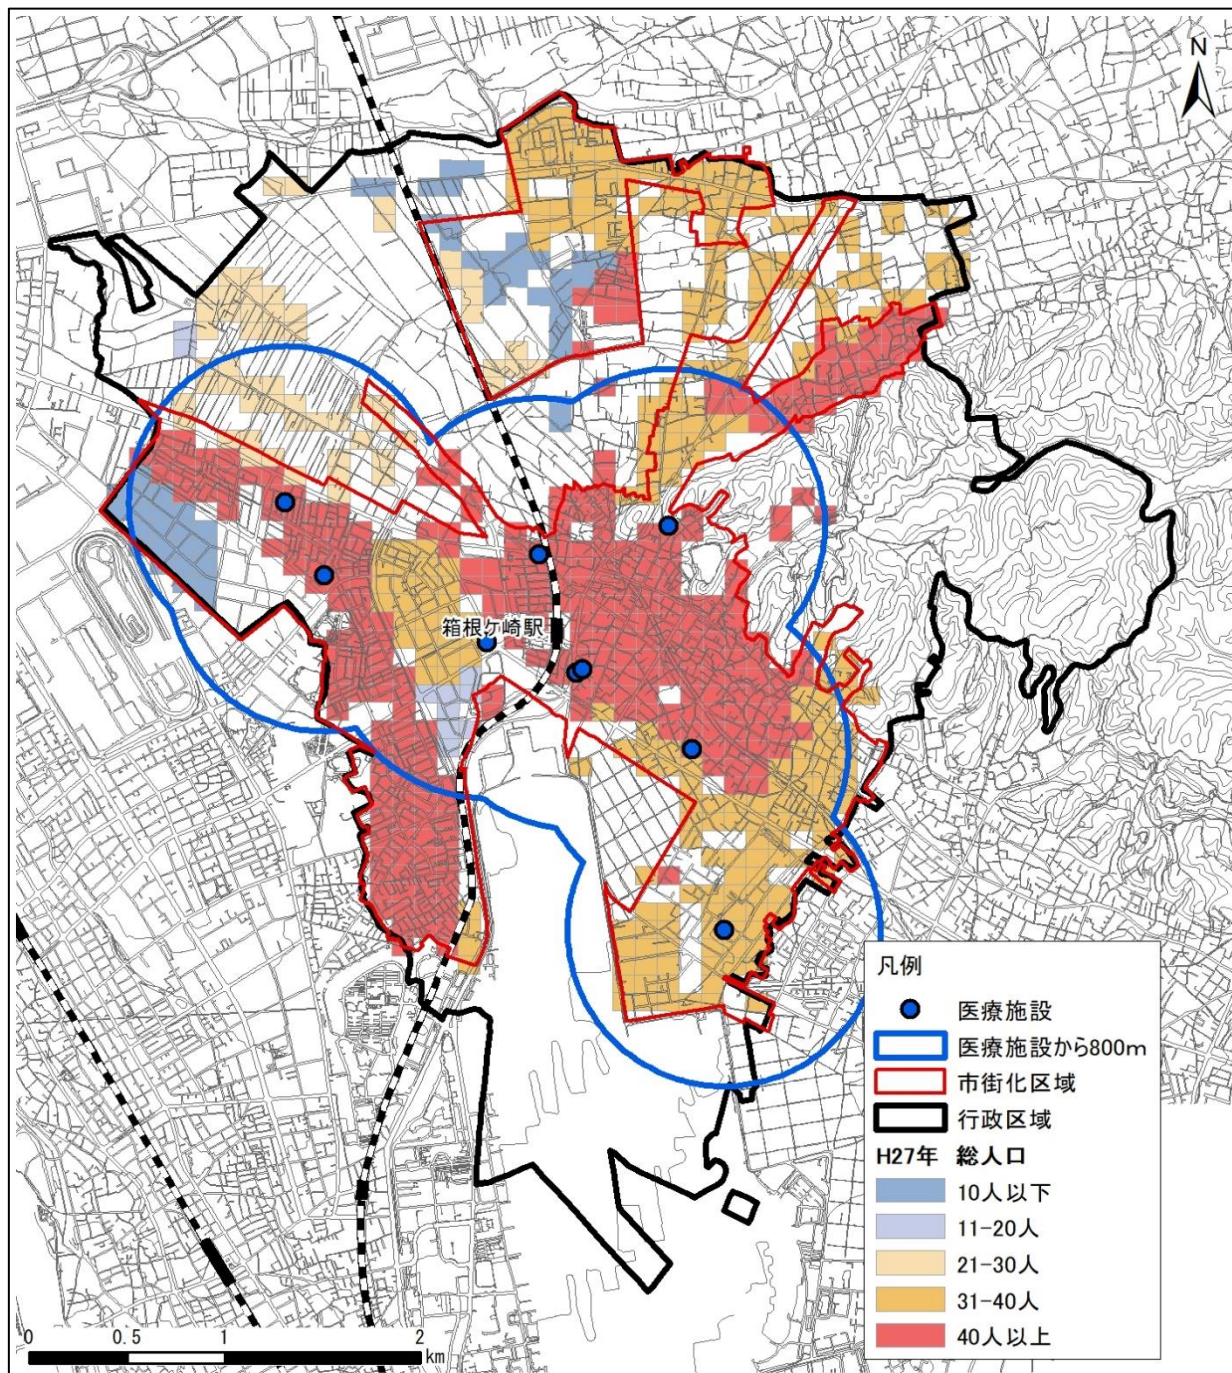 N
箱根ケ崎駅
凡例
医療施設
医療施設から800m
市街化区域
行政区域
H27年 総人口
10人以下
11-20人
21-30人
31-40人
40人以上
0 0.5 1 2
km